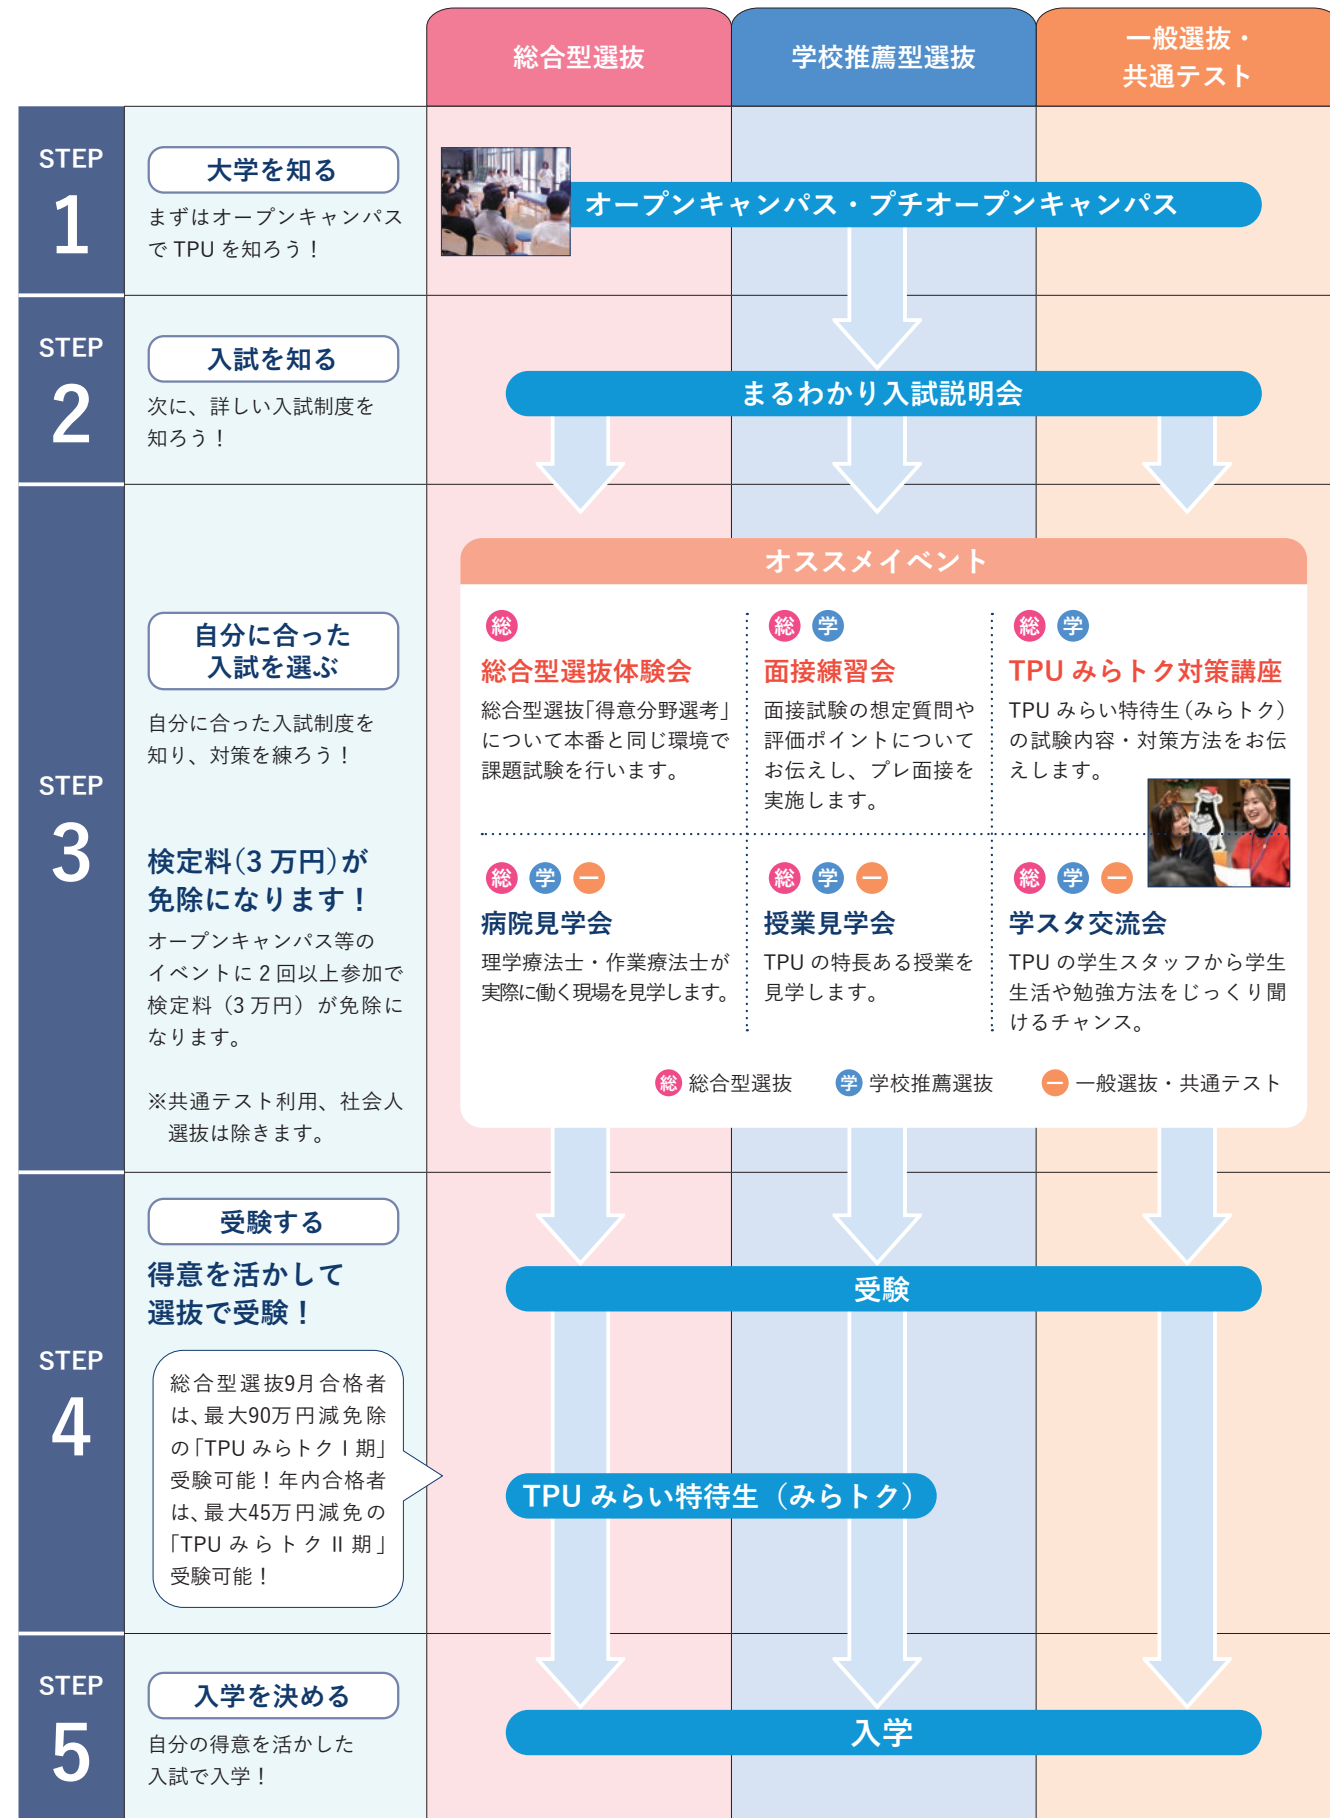 総合型選抜
学校推薦型選抜
一般選抜・
共通テスト
STEP
1
大学を知る
まずはオープンキャンパス
で TPU を知ろう！
オープンキャンパス・プチオープンキャンパス
STEP
2
入試を知る
次に、詳しい入試制度を
知ろう！
まるわかり入試説明会
STEP
3
自分に合った
入試を選ぶ
自分に合った入試制度を
知り、対策を練ろう！
検定料（3 万円）が
免除になります！
オープンキャンパス等の
イベントに 2 回以上参加で
検定料（3 万円）が免除に
なります。
※共通テスト利用、社会人
選抜は除きます。
オススメイベント
総
総合型選抜体験会
総合型選抜「得意分野選考」
について本番と同じ環境で
課題試験を行います。
総 学
面接練習会
面接試験の想定質問や
評価ポイントについて
お伝えし、プレ面接を
実施します。
総 学
TPU みらトク対策講座
TPU みらい特待生（みらトク）
の試験内容・対策方法をお伝
えします。
総 学 一
病院見学会
理学療法士・作業療法士が
実際に働く現場を見学します。
総 学 一
授業見学会
TPU の特長ある授業を
見学します。
総 学 一
学スタ交流会
TPU の学生スタッフから学生
生活や勉強方法をじっくり聞
けるチャンス。
総 総合型選抜 学 学校推薦選抜 一 一般選抜・共通テスト
STEP
4
受験する
得意を活かして
選抜で受験！
総合型選抜9月合格者
は、最大90万円減免除
の「TPU みらトク I 期」
受験可能！年内合格者
は、最大45万円減免の
「TPU みらトク II 期」
受験可能！
受験
TPU みらい特待生（みらトク）
STEP
5
入学を決める
自分の得意を活かした
入試で入学！
入学